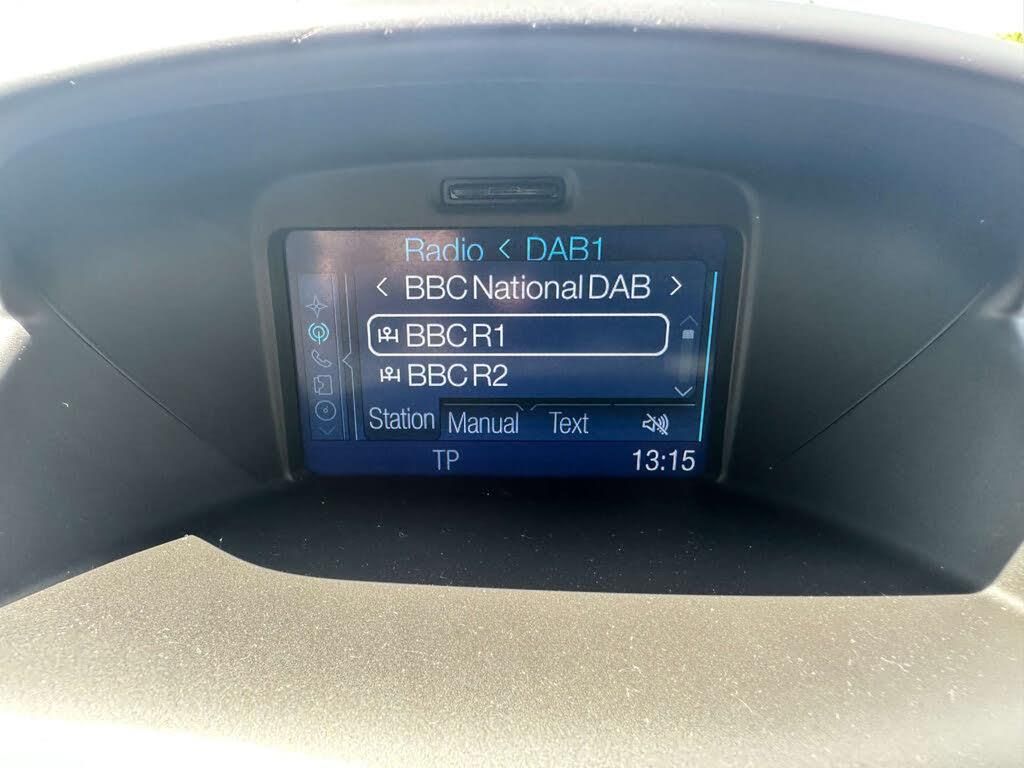 Radio < DAB1
< BBC National DAB >
BBC R1
BBC R2
Station Manual Text
TP 13:15